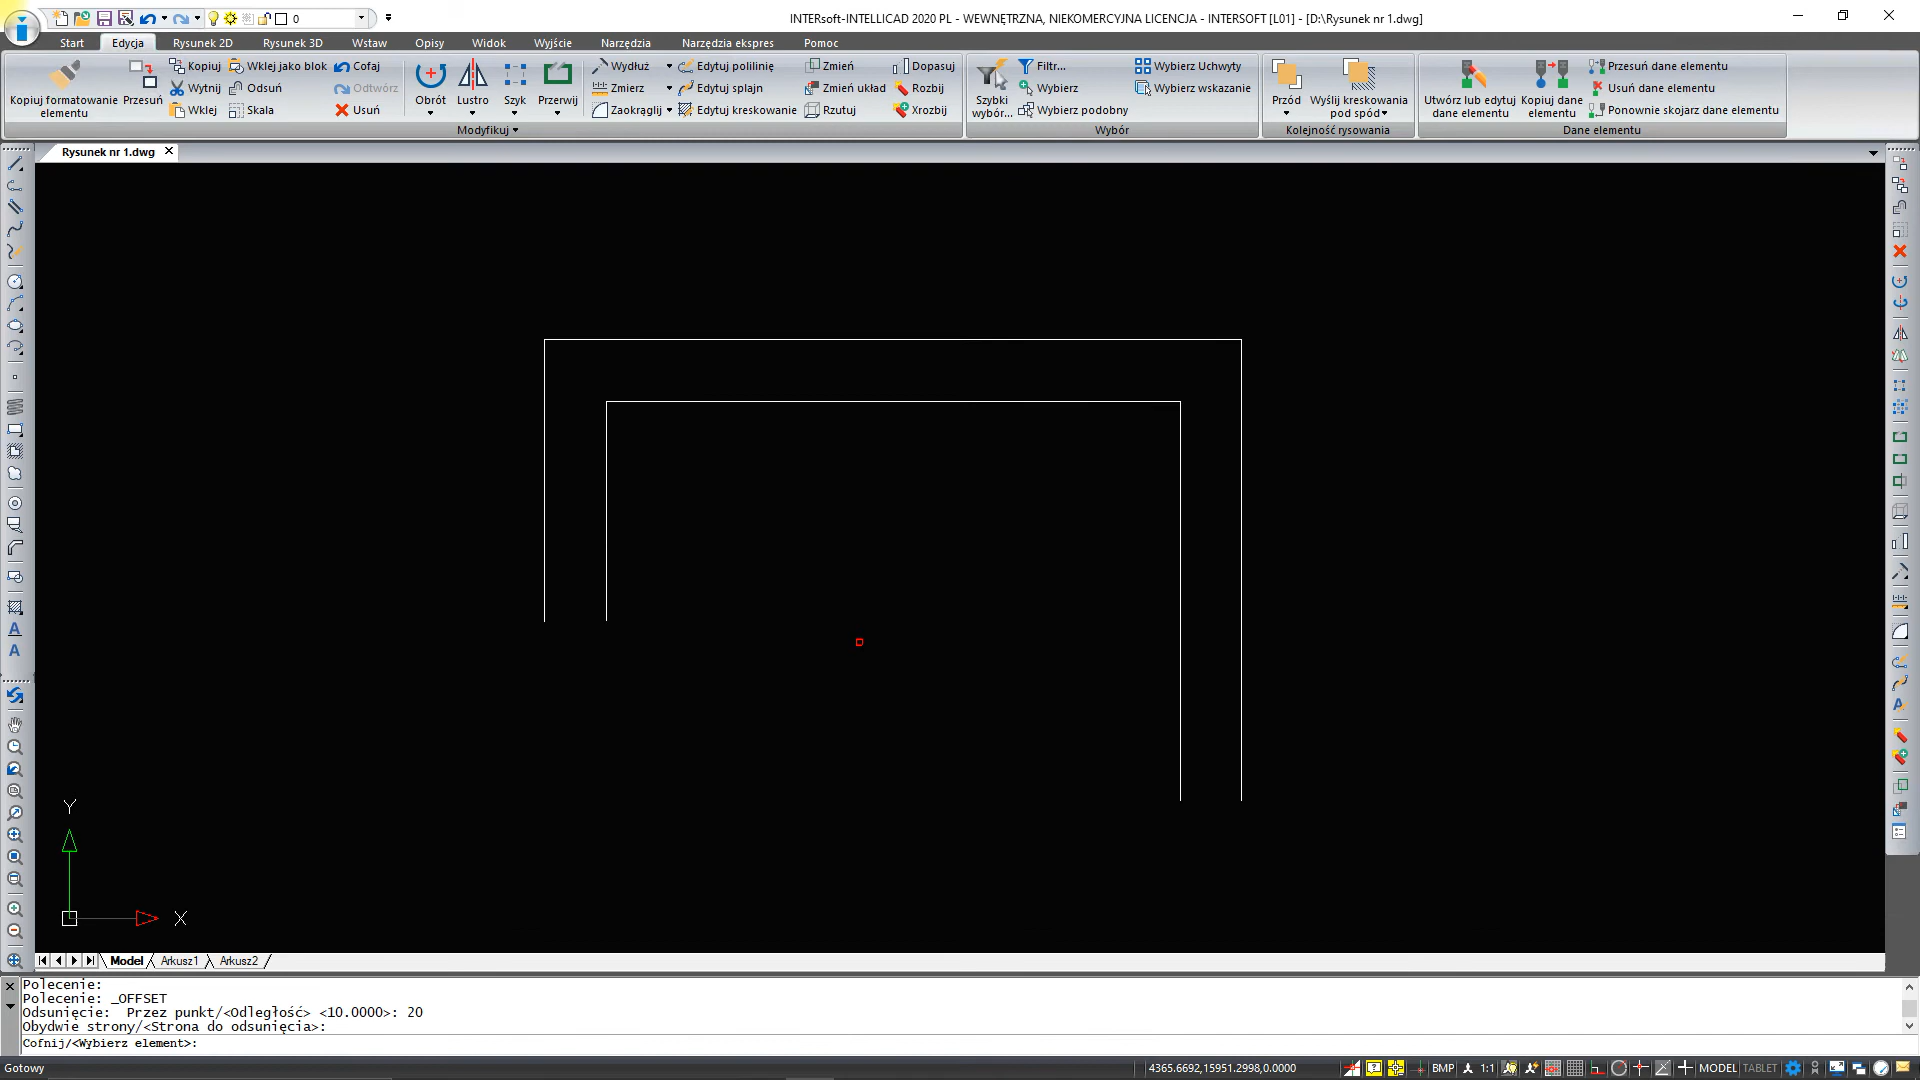 0
INTERsoft-INTELLICAD 2020 PL - WEWNĘTRZNA, NIEKOMERCYJNA LICENCJA - INTERSOFT [L01] - [D:\Rysunek nr 1.dwg]
Start Edycja Rysunek 2D Rysunek 3D Wstaw Opisy Widok Wyjście Narzędzia Narzędzia ekspres Pomoc
Kopiuj formatowanie elementu
Przesuń
Kopiuj
Wytnij
Wklej
Wklej jako blok
Odsuń
Skala
Cofaj
Odtwórz
Usuń
Obrót
Lustro
Szyk
Przerwij
Wydłuż
Zmierz
Zaokrąglij
Edytuj polilinię
Edytuj splajn
Edytuj kreskowanie
Zmień
Zmień układ
Rzutuj
Dopasuj
Rozbij
Xrozbij
Modyfikuj
Szybki wybór...
Filtr...
Wybierz
Wybierz podobny
Wybierz Uchwyty
Wybierz wskazanie
Wybór
Przód
Wyślij kreskowania pod spód
Kolejność rysowania
Utwórz lub edytuj dane elementu
Kopiuj dane elementu
Przesuń dane elementu
Usuń dane elementu
Ponownie skojarz dane elementu
Dane elementu
Rysunek nr 1.dwg
Y
X
Model Arkusz1 Arkusz2
Polecenie:
Polecenie: _OFFSET
Odsunięcie:  Przez punkt/<Odległość> <10.0000>: 20
Obydwie strony/<Strona do odsunięcia>:
Cofnij/<Wybierz element>:
Gotowy
4365.6692,15951.2998,0.0000
BMP
1:1
MODEL
TABLET